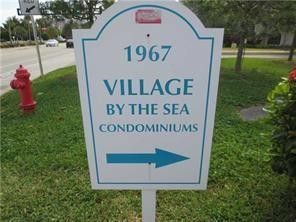 1967
VILLAGE
BY THE SEA
CONDOMINIUMS